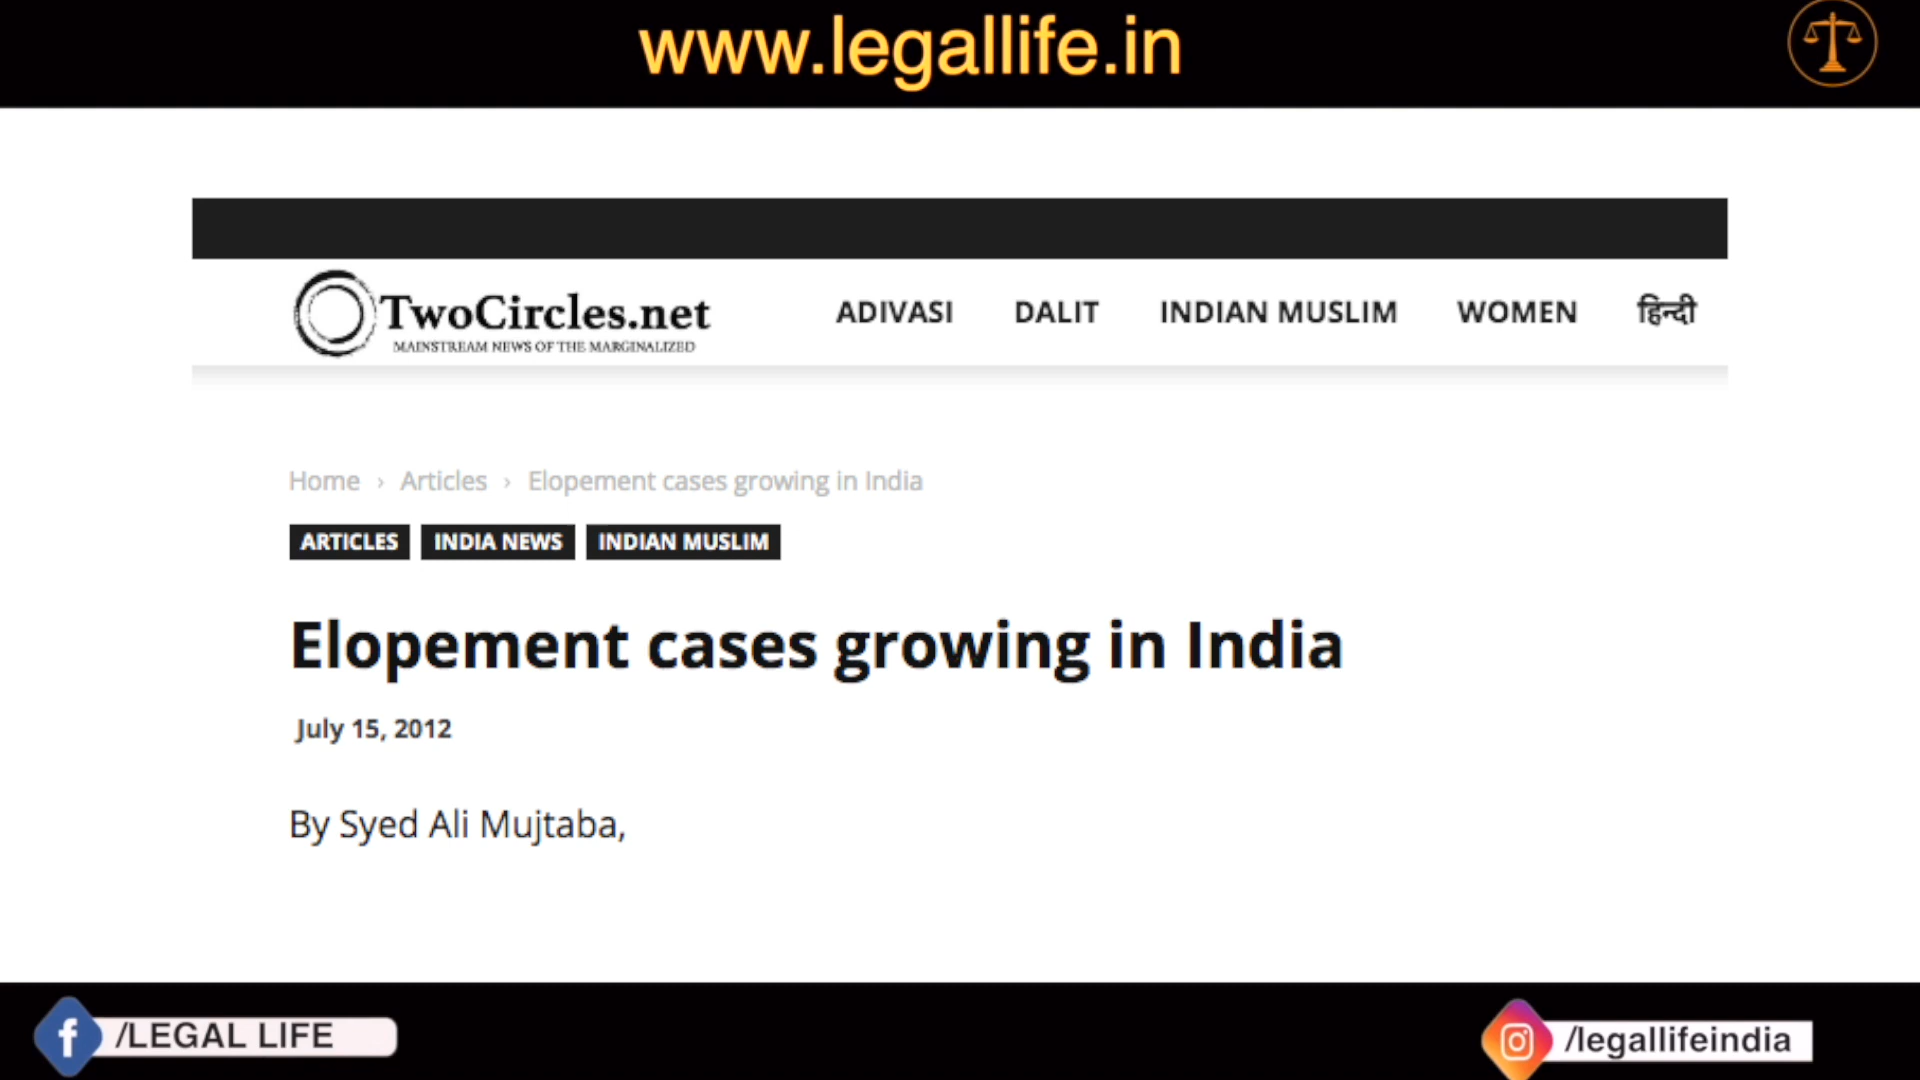 www.legallife.in
TwoCircles.net
MAINSTREAM NEWS OF THE MARGINALIZED
ADIVASI DALIT INDIAN MUSLIM WOMEN हिन्दी
Home › Articles › Elopement cases growing in India
ARTICLES INDIA NEWS INDIAN MUSLIM
Elopement cases growing in India
July 15, 2012
By Syed Ali Mujtaba,
/LEGAL LIFE
/legallifeindia